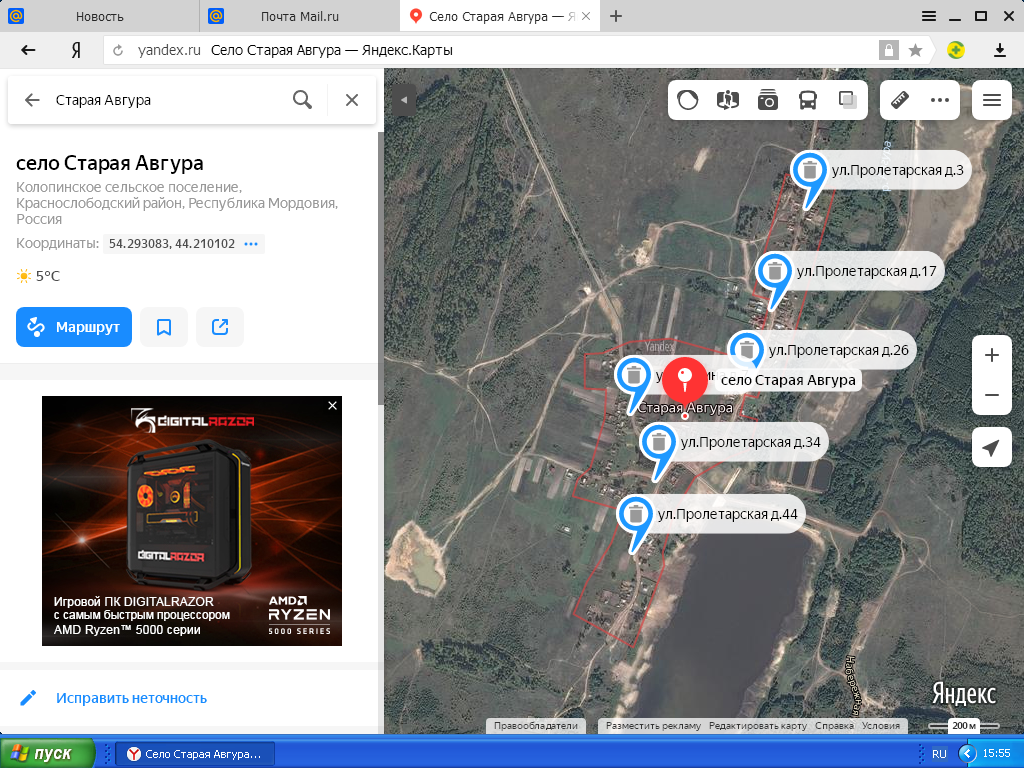 Новость
Почта Mail.ru
Село Старая Авгура — Я
yandex.ru Село Старая Авгура — Яндекс.Карты
Старая Авгура
село Старая Авгура
Колопинское сельское поселение,
Краснослободский район, Республика Мордовия,
Россия
Координаты: 54.293083, 44.210102
5°C
Маршрут
DIGITALRAZOR
DIGITALRAZOR
Игровой ПК DIGITALRAZOR
с самым быстрым процессором
AMD Ryzen™ 5000 серии
AMD
RYZEN
5000 SERIES
Исправить неточность
ул.Пролетарская д.3
ул.Пролетарская д.17
Yandex
ул.Пролетарская д.26
село Старая Авгура
Старая Авгура
ул.Пролетарская д.34
ул.Пролетарская д.44
Набережная
Яндекс
Правообладатели
Разместить рекламу Редактировать карту Справка Условия
200 м
пуск
Село Старая Авгура...
RU
15:55